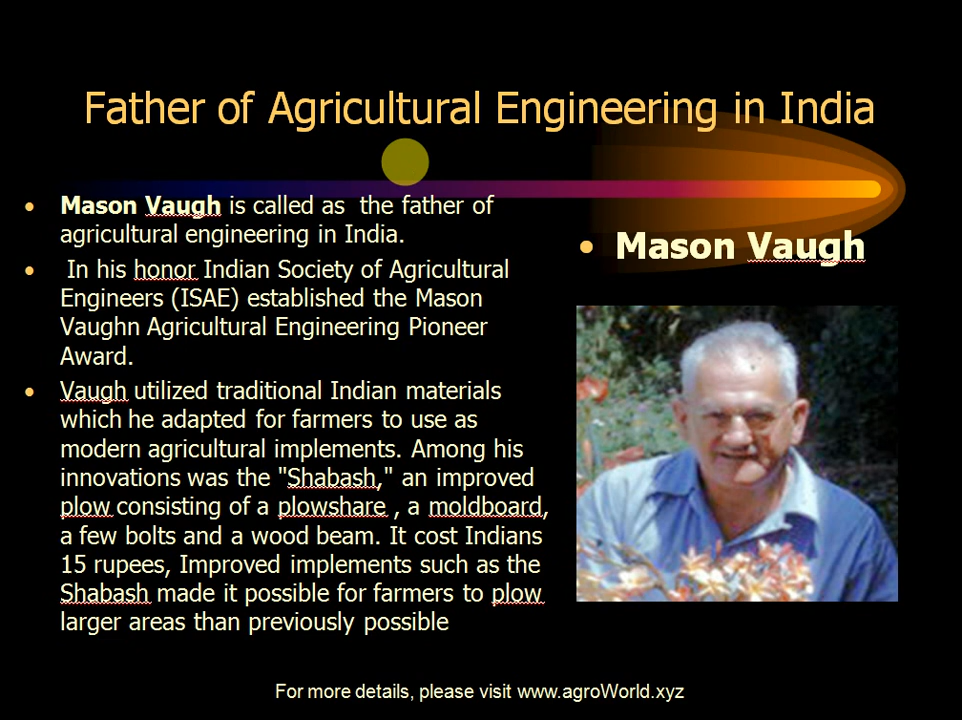 Father of Agricultural Engineering in India
Mason Vaugh is called as  the father of
agricultural engineering in India.
In his honor Indian Society of Agricultural
Engineers (ISAE) established the Mason
Vaughn Agricultural Engineering Pioneer
Award.
Vaugh utilized traditional Indian materials
which he adapted for farmers to use as
modern agricultural implements. Among his
innovations was the "Shabash," an improved
plow consisting of a plowshare , a moldboard,
a few bolts and a wood beam. It cost Indians
15 rupees, Improved implements such as the
Shabash made it possible for farmers to plow
larger areas than previously possible
Mason Vaugh
For more details, please visit www.agroWorld.xyz